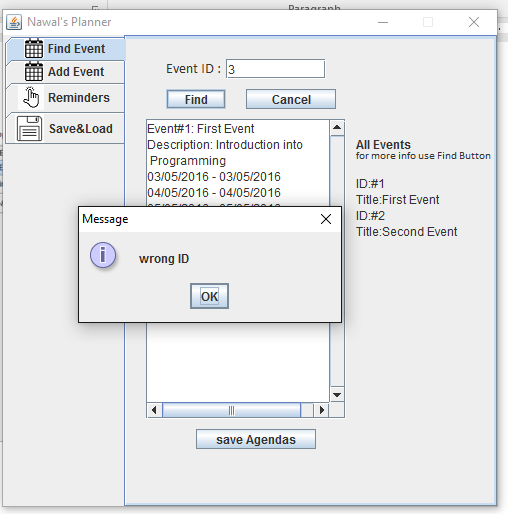 Paragraph
Nawal's Planner
Find Event
Add Event
Reminders
Save&Load
Event ID :
3
Find
Cancel
Event#1: First Event
Description: Introduction into
Programming
03/05/2016 - 03/05/2016
04/05/2016 - 04/05/2016
All Events
for more info use Find Button
ID:#1
Title:First Event
ID:#2
Title:Second Event
Message
wrong ID
OK
save Agendas